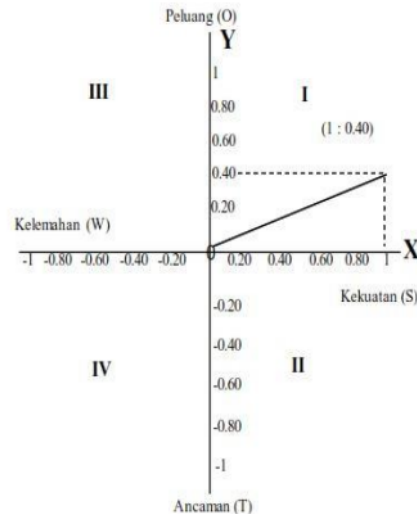 Peluang (O)
Y
1
III
0.80
I
0.60
(1 : 0.40)
0.40
0.20
Kelemahan (W)
0
X
-1 -0.80 -0.60 -0.40 -0.20 0.20 0.40 0.60 0.80 1
-0.20
Kekuatan (S)
-0.40
IV
II
-0.60
-0.80
-1
Ancaman (T)